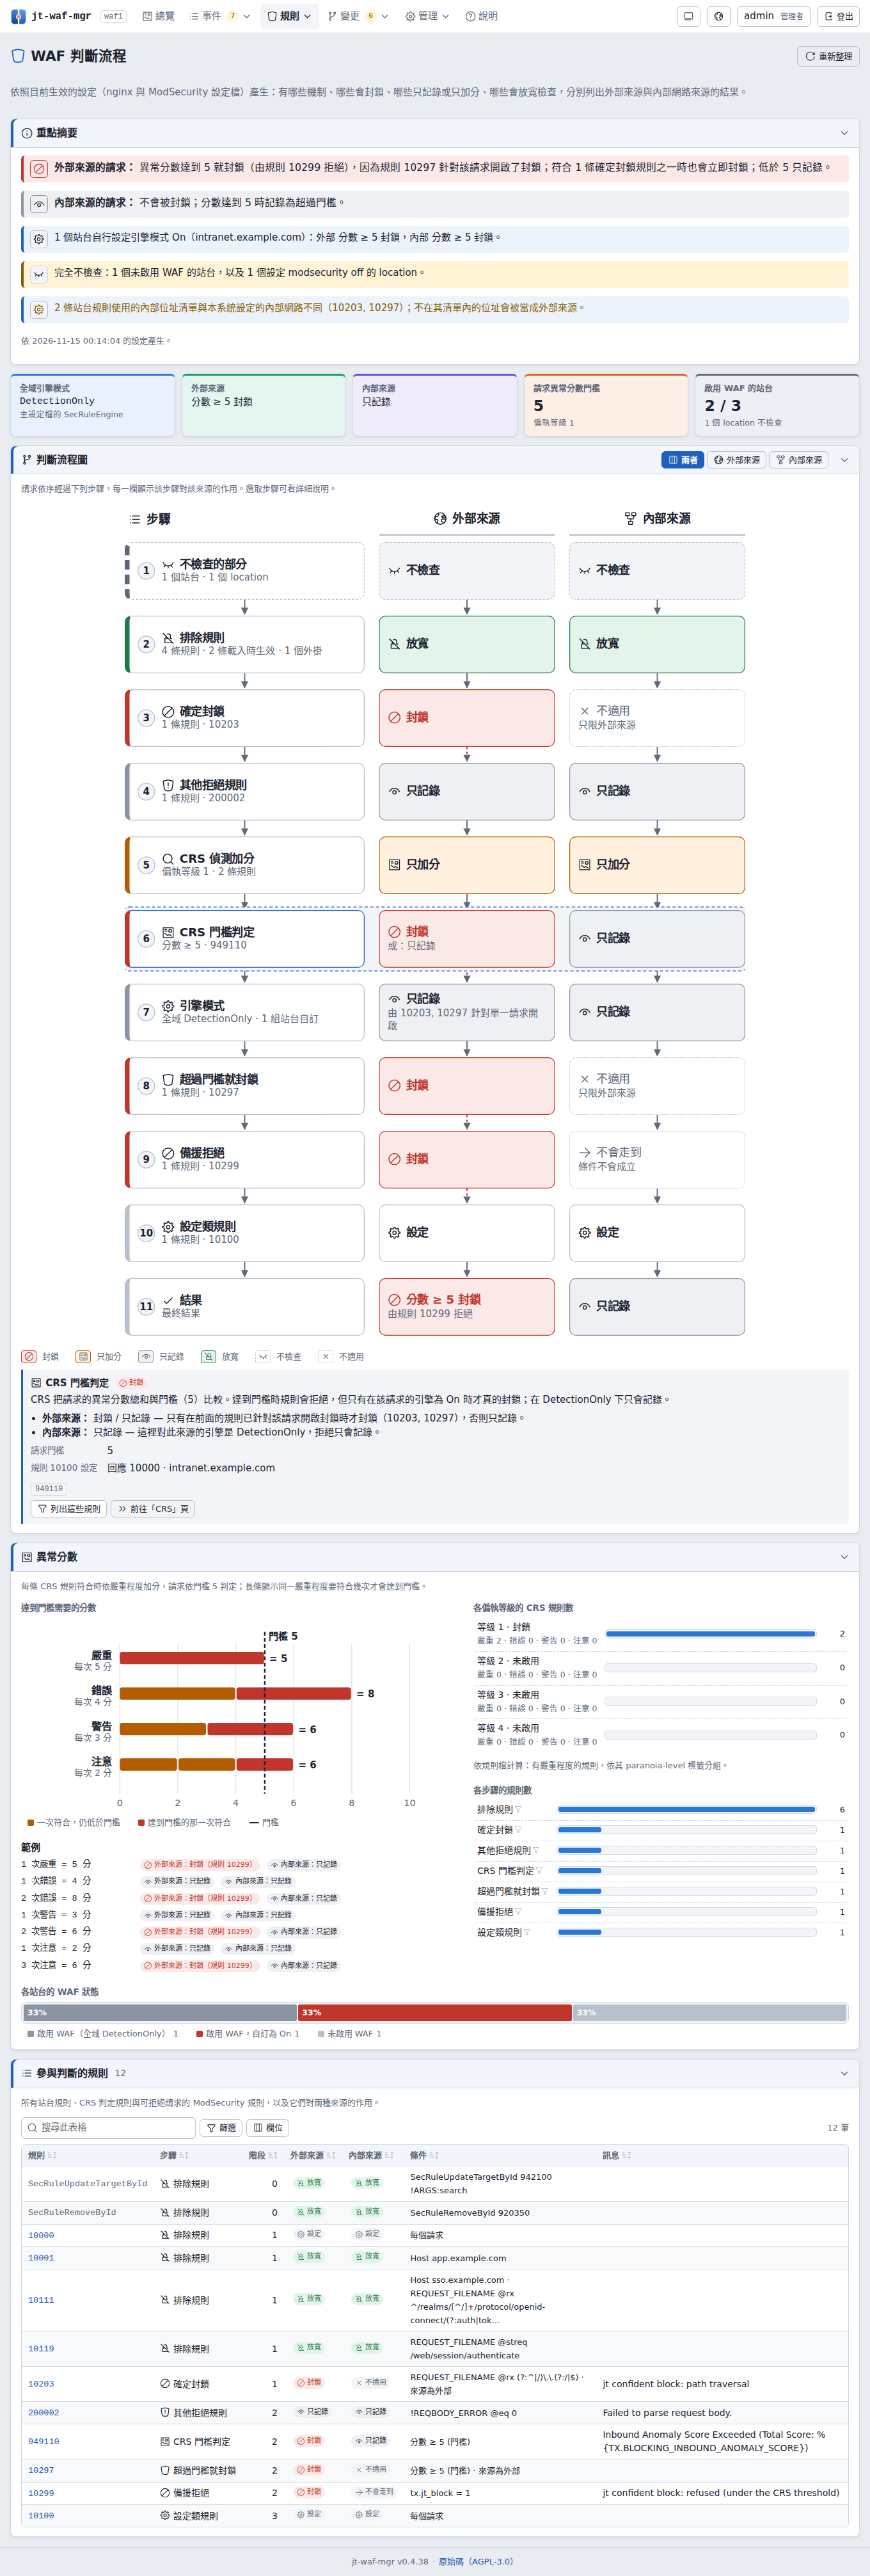 jt-waf-mgr waf1 總覽 事件 7 規則 變更 6 管理 說明 admin 管理者 登出
WAF 判斷流程 重新整理
依照目前生效的設定（nginx 與 ModSecurity 設定檔）產生：有哪些機制、哪些會封鎖、哪些只記錄或只加分、哪些會放寬檢查，分別列出外部來源與內部網路來源的結果。
重點摘要
外部來源的請求： 異常分數達到 5 就封鎖（由規則 10299 拒絕），因為規則 10297 針對該請求開啟了封鎖；符合 1 條確定封鎖規則之一時也會立即封鎖；低於 5 只記錄。
內部來源的請求： 不會被封鎖；分數達到 5 時記錄為超過門檻。
1 個站台自行設定引擎模式 On（intranet.example.com）：外部 分數 ≥ 5 封鎖，內部 分數 ≥ 5 封鎖。
完全不檢查：1 個未啟用 WAF 的站台，以及 1 個設定 modsecurity off 的 location。
2 條站台規則使用的內部位址清單與本系統設定的內部網路不同（10203, 10297）；不在其清單內的位址會被當成外部來源。
依 2026-11-15 00:14:04 的設定產生。
全域引擎模式
DetectionOnly
主設定檔的 SecRuleEngine
外部來源
分數 ≥ 5 封鎖
內部來源
只記錄
請求異常分數門檻
5
偏執等級 1
啟用 WAF 的站台
2 / 3
1 個 location 不檢查
判斷流程圖 兩者 外部來源 內部來源
請求依序經過下列步驟，每一欄顯示該步驟對該來源的作用。選取步驟可看詳細說明。
步驟 外部來源 內部來源
1 不檢查的部分
1 個站台 · 1 個 location
不檢查 不檢查
2 排除規則
4 條規則 · 2 條載入時生效 · 1 個外掛
放寬 放寬
3 確定封鎖
1 條規則 · 10203
封鎖
不適用
只限外部來源
4 其他拒絕規則
1 條規則 · 200002
只記錄 只記錄
5 CRS 偵測加分
偏執等級 1 · 2 條規則
只加分 只加分
6 CRS 門檻判定
分數 ≥ 5 · 949110
封鎖
或：只記錄
只記錄
7 引擎模式
全域 DetectionOnly · 1 組站台自訂
只記錄
由 10203, 10297 針對單一請求開
啟
只記錄
8 超過門檻就封鎖
1 條規則 · 10297
封鎖
不適用
只限外部來源
9 備援拒絕
1 條規則 · 10299
封鎖
不會走到
條件不會成立
10 設定類規則
1 條規則 · 10100
設定 設定
11 結果
最終結果
分數 ≥ 5 封鎖
由規則 10299 拒絕
只記錄
封鎖 只加分 只記錄 放寬 不檢查 不適用
CRS 門檻判定 封鎖
CRS 把請求的異常分數總和與門檻（5）比較。達到門檻時規則會拒絕，但只有在該請求的引擎為 On 時才真的封鎖；在 DetectionOnly 下只會記錄。
• 外部來源： 封鎖 / 只記錄 — 只有在前面的規則已針對該請求開啟封鎖時才封鎖（10203, 10297），否則只記錄。
• 內部來源： 只記錄 — 這裡對此來源的引擎是 DetectionOnly，拒絕只會記錄。
請求門檻 5
規則 10100 設定 回應 10000 · intranet.example.com
949110
列出這些規則 前往「CRS」頁
異常分數
每條 CRS 規則符合時依嚴重程度加分，請求依門檻 5 判定；長條顯示同一嚴重程度要符合幾次才會達到門檻。
達到門檻需要的分數
門檻 5
嚴重
每次 5 分
= 5
錯誤
每次 4 分
= 8
警告
每次 3 分
= 6
注意
每次 2 分
= 6
0 2 4 6 8 10
一次符合，仍低於門檻 達到門檻的那一次符合 門檻
範例
1 次嚴重 = 5 分 外部來源：封鎖（規則 10299） 內部來源：只記錄
1 次錯誤 = 4 分 外部來源：只記錄 內部來源：只記錄
2 次錯誤 = 8 分 外部來源：封鎖（規則 10299） 內部來源：只記錄
1 次警告 = 3 分 外部來源：只記錄 內部來源：只記錄
2 次警告 = 6 分 外部來源：封鎖（規則 10299） 內部來源：只記錄
1 次注意 = 2 分 外部來源：只記錄 內部來源：只記錄
3 次注意 = 6 分 外部來源：封鎖（規則 10299） 內部來源：只記錄
各偏執等級的 CRS 規則數
等級 1 · 封鎖
嚴重 2 · 錯誤 0 · 警告 0 · 注意 0
2
等級 2 · 未啟用
嚴重 0 · 錯誤 0 · 警告 0 · 注意 0
0
等級 3 · 未啟用
嚴重 0 · 錯誤 0 · 警告 0 · 注意 0
0
等級 4 · 未啟用
嚴重 0 · 錯誤 0 · 警告 0 · 注意 0
0
依規則檔計算：有嚴重程度的規則，依其 paranoia-level 標籤分組。
各步驟的規則數
排除規則 6
確定封鎖 1
其他拒絕規則 1
CRS 門檻判定 1
超過門檻就封鎖 1
備援拒絕 1
設定類規則 1
各站台的 WAF 狀態
33% 33% 33%
啟用 WAF（全域 DetectionOnly） 1 啟用 WAF，自訂為 On 1 未啟用 WAF 1
參與判斷的規則 12
所有站台規則、CRS 判定規則與可拒絕請求的 ModSecurity 規則，以及它們對兩種來源的作用。
搜尋此表格 篩選 欄位 12 筆
規則 步驟 階段 外部來源 內部來源 條件 訊息
SecRuleUpdateTargetById 排除規則 0 放寬 放寬 SecRuleUpdateTargetById 942100
!ARGS:search
SecRuleRemoveById 排除規則 0 放寬 放寬 SecRuleRemoveById 920350
10000 排除規則 1 設定 設定 每個請求
10001 排除規則 1 放寬 放寬 Host app.example.com
10111 排除規則 1 放寬 放寬 Host sso.example.com ·
REQUEST_FILENAME @rx
^/realms/[^/]+/protocol/openid-
connect/(?:auth|tok…
10119 排除規則 1 放寬 放寬 REQUEST_FILENAME @streq
/web/session/authenticate
10203 確定封鎖 1 封鎖 不適用 REQUEST_FILENAME @rx (?:^|/)\.\.(?:/|$) ·
來源為外部
jt confident block: path traversal
200002 其他拒絕規則 2 只記錄 只記錄 !REQBODY_ERROR @eq 0 Failed to parse request body.
949110 CRS 門檻判定 2 封鎖 只記錄 分數 ≥ 5 (門檻) Inbound Anomaly Score Exceeded (Total Score: %
{TX.BLOCKING_INBOUND_ANOMALY_SCORE})
10297 超過門檻就封鎖 2 封鎖 不適用 分數 ≥ 5 (門檻) · 來源為外部
10299 備援拒絕 2 封鎖 不會走到 tx.jt_block = 1 jt confident block: refused (under the CRS threshold)
10100 設定類規則 3 設定 設定 每個請求
jt-waf-mgr v0.4.38 · 原始碼（AGPL-3.0）